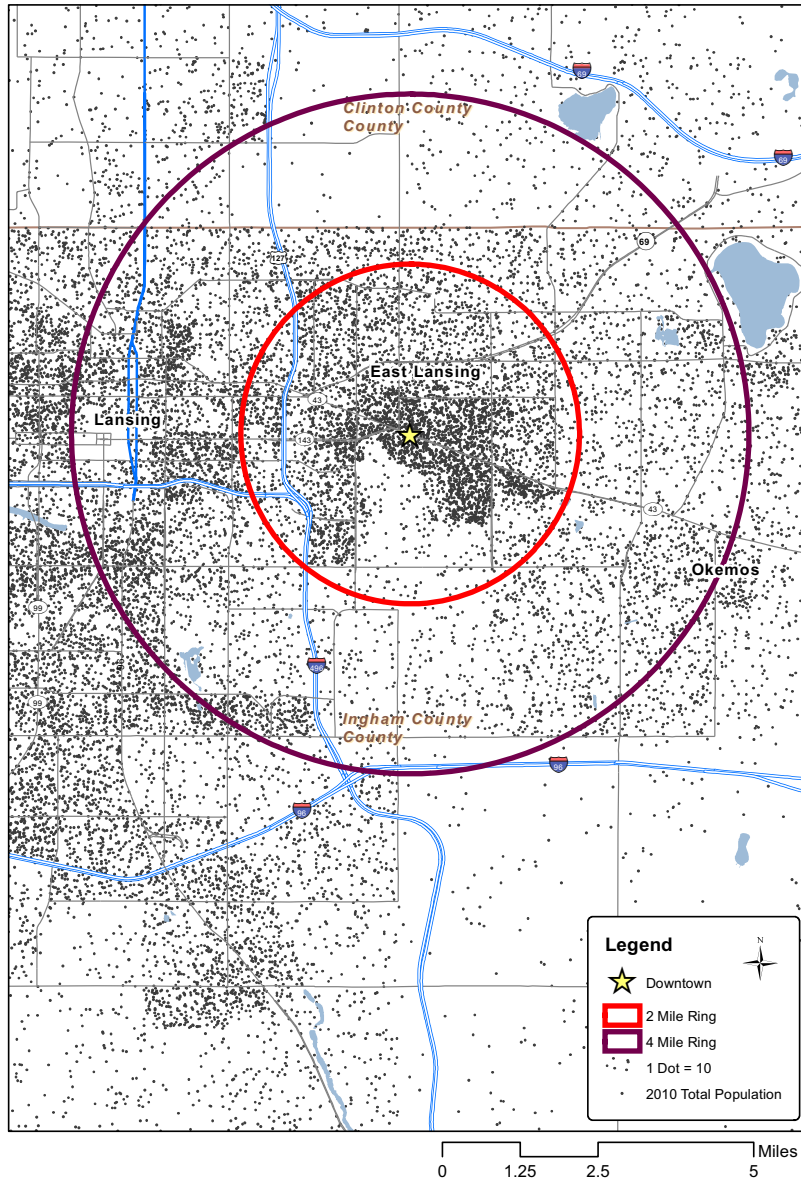 69
Clinton County
County
69
69
127
East Lansing
43
Lansing
143
43
Okemos
99
496
99
Ingham County
County
96
96
Legend
N
Downtown
2 Mile Ring
4 Mile Ring
1 Dot = 10
2010 Total Population
Miles
0 1.25 2.5 5